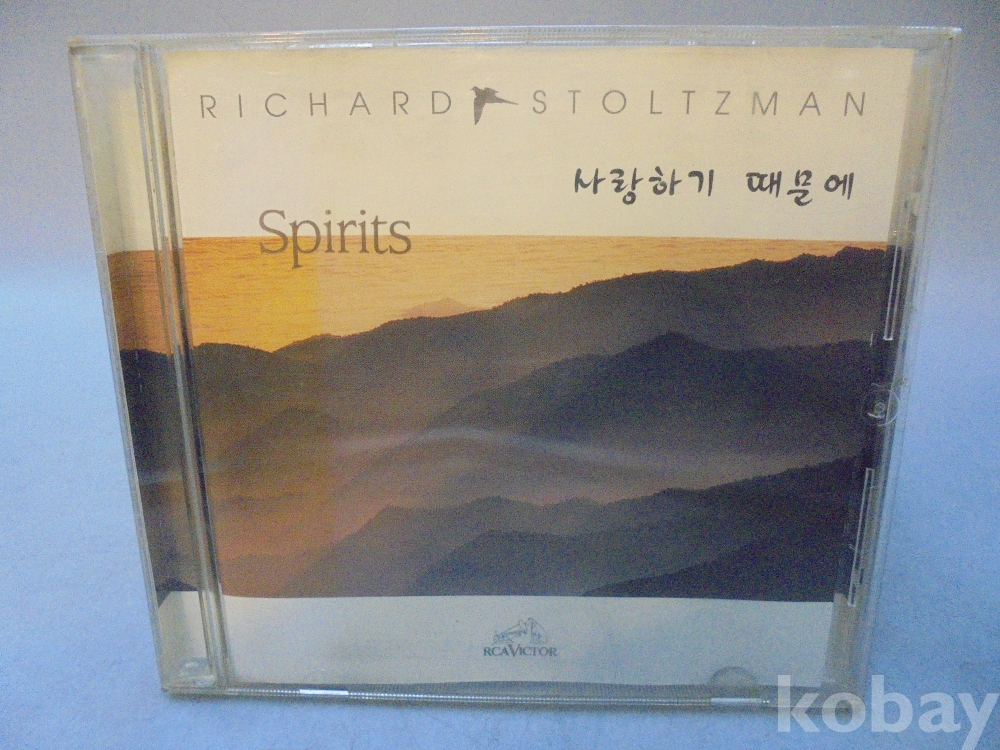 RICHARD STOLTZMAN
사랑하기 때문에
Spirits
RCA VICTOR
kobay